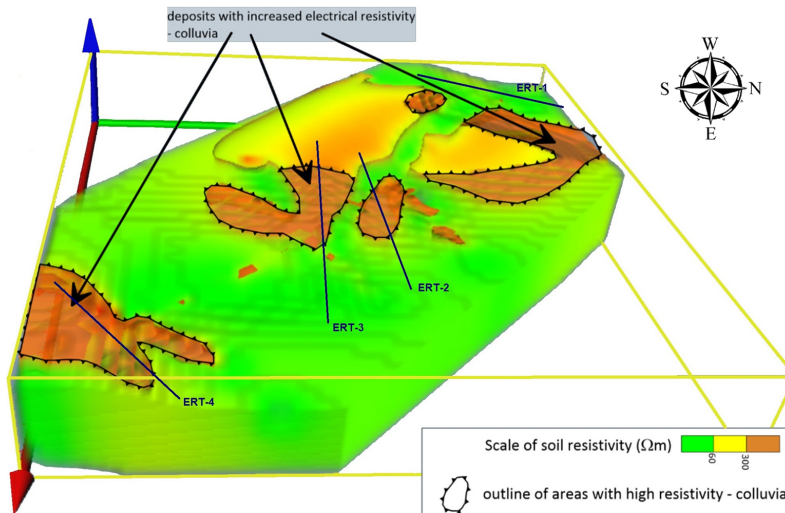 deposits with increased electrical resistivity
- colluvia
W
S N
E
ERT-1
ERT-2
ERT-3
ERT-4
Scale of soil resistivity (Ωm)
60
300
outline of areas with high resistivity - colluvia